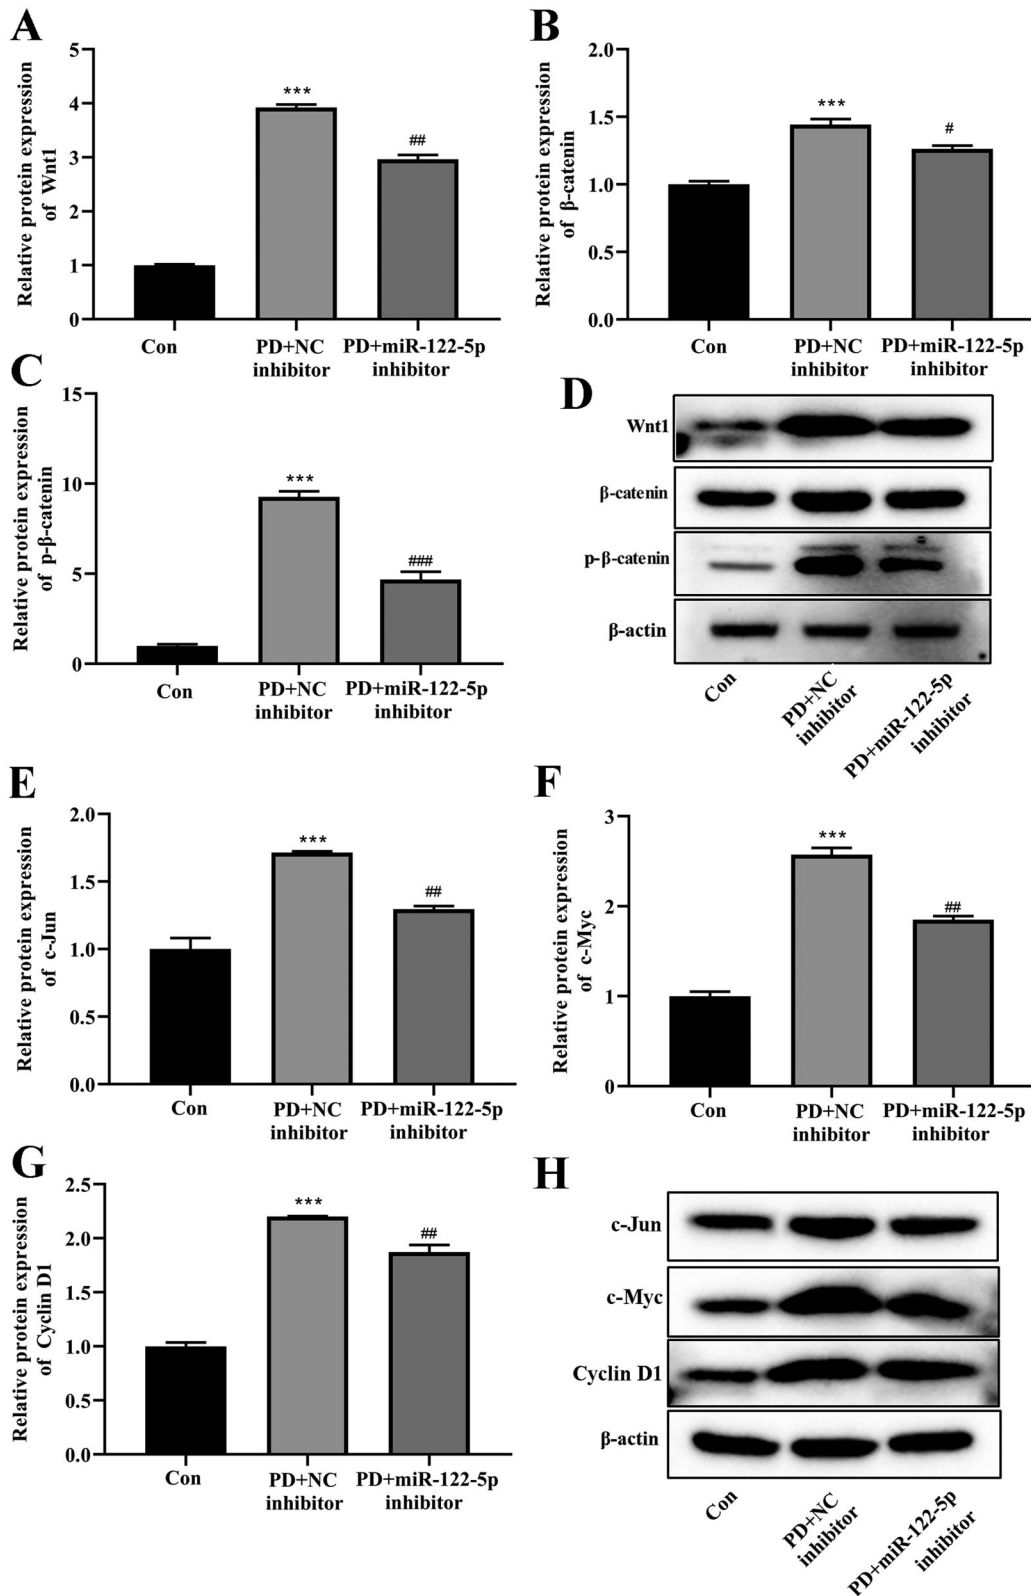 A
Relative protein expression
of Wnt1
5
4
3
2
1
0
***
##
Con
PD+NC
inhibitor
PD+miR-122-5p
inhibitor
B
Relative protein expression
of β-catenin
2.0
1.5
1.0
0.5
0.0
***
#
Con
PD+NC
inhibitor
PD+miR-122-5p
inhibitor
C
Relative protein expression
of p-β-catenin
15
10
5
0
***
###
Con
PD+NC
inhibitor
PD+miR-122-5p
inhibitor
D
Wnt1
β-catenin
p-β-catenin
β-actin
Con
PD+NC
inhibitor
PD+miR-122-5p
inhibitor
E
Relative protein expression
of c-Jun
2.0
1.5
1.0
0.5
0.0
***
##
Con
PD+NC
inhibitor
PD+miR-122-5p
inhibitor
F
Relative protein expression
of c-Myc
3
2
1
0
***
##
Con
PD+NC
inhibitor
PD+miR-122-5p
inhibitor
G
Relative protein expression
of Cyclin D1
2.5
2.0
1.5
1.0
0.5
0.0
***
##
Con
PD+NC
inhibitor
PD+miR-122-5p
inhibitor
H
c-Jun
c-Myc
Cyclin D1
β-actin
Con
PD+NC
inhibitor
PD+miR-122-5p
inhibitor